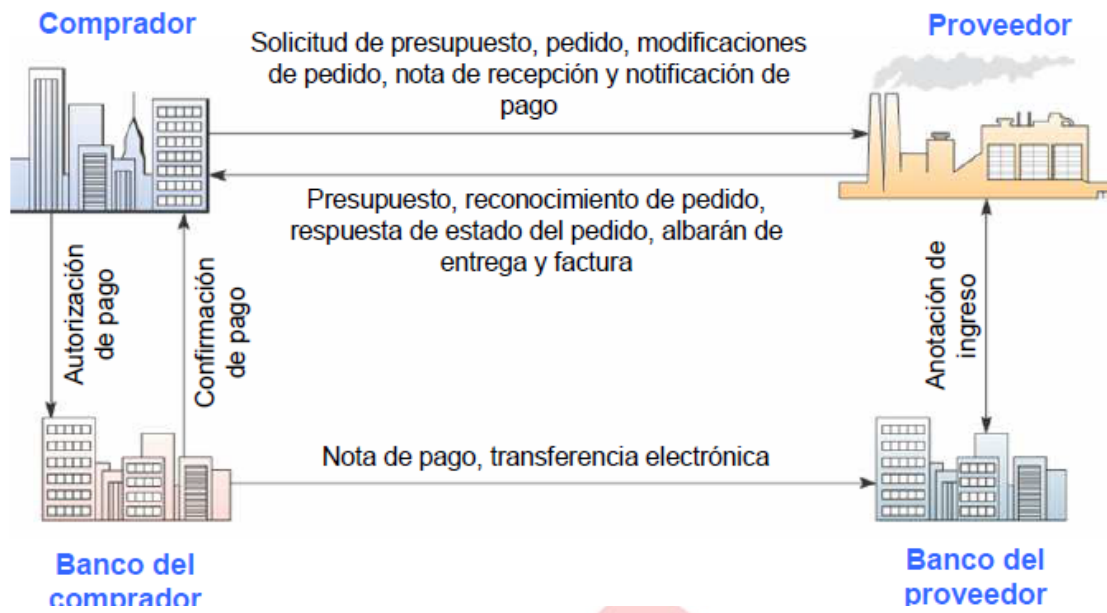 Comprador
Proveedor
Solicitud de presupuesto, pedido, modificaciones
de pedido, nota de recepción y notificación de
pago
Presupuesto, reconocimiento de pedido,
respuesta de estado del pedido, albarán de
entrega y factura
Autorización
de pago
Confirmación
de pago
Anotación de
ingreso
Nota de pago, transferencia electrónica
Banco del
comprador
Banco del
proveedor